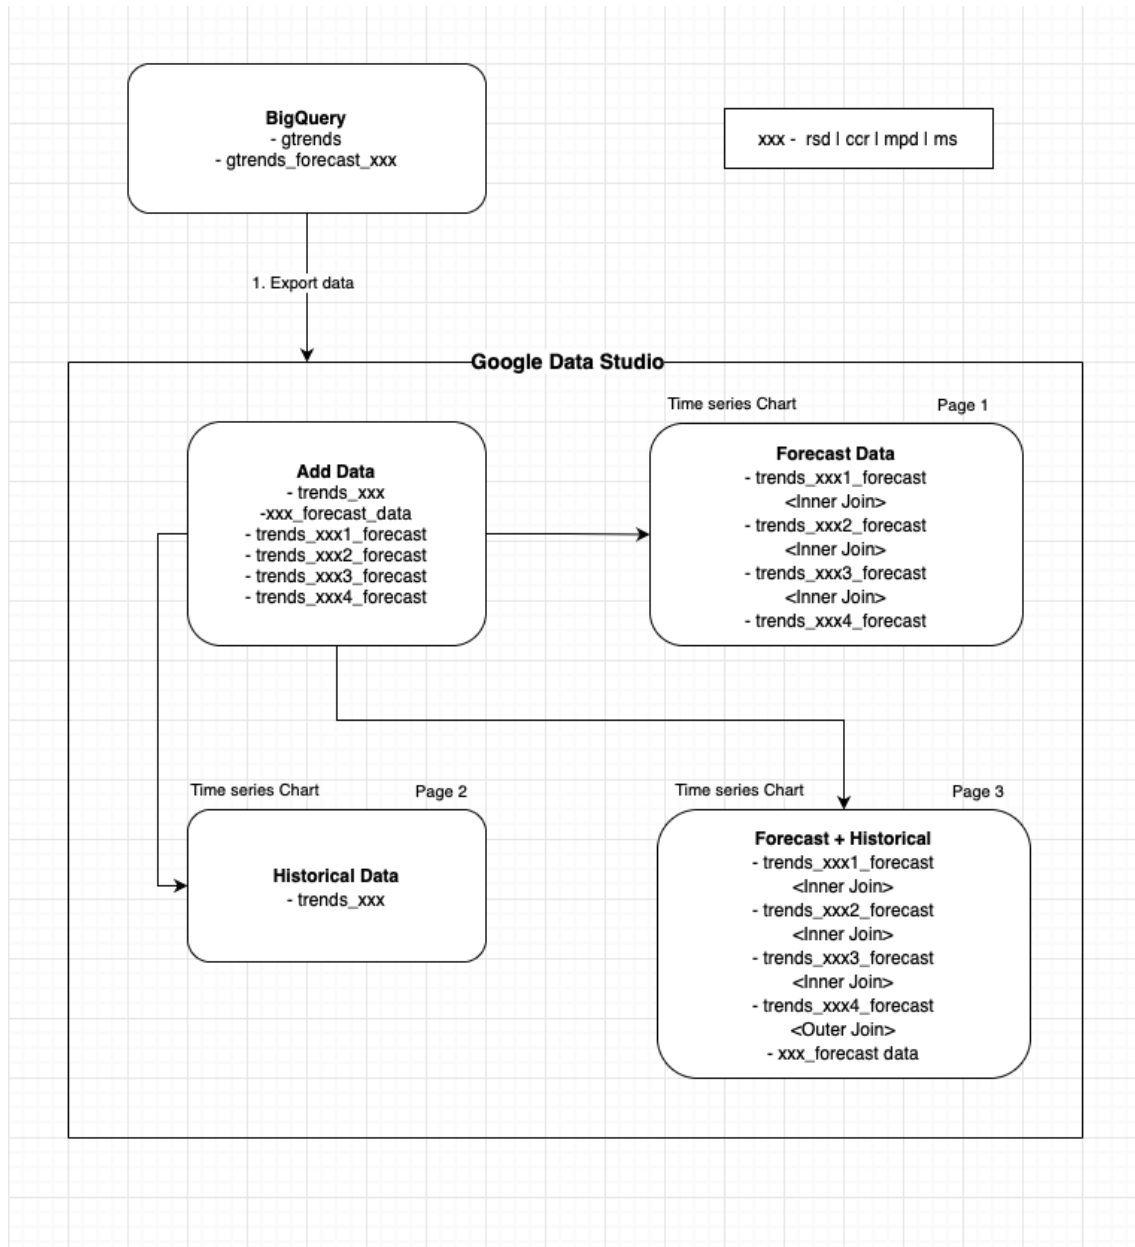 BigQuery
- gtrends
- gtrends_forecast_xxx
xxx - rsd | ccr | mpd | ms
1. Export data
Google Data Studio
Add Data
- trends_xxx
-xxx_forecast_data
- trends_xxx1_forecast
- trends_xxx2_forecast
- trends_xxx3_forecast
- trends_xxx4_forecast
Time series Chart Page 1
Forecast Data
- trends_xxx1_forecast
<Inner Join>
- trends_xxx2_forecast
<Inner Join>
- trends_xxx3_forecast
<Inner Join>
- trends_xxx4_forecast
Time series Chart Page 2
Historical Data
- trends_xxx
Time series Chart Page 3
Forecast + Historical
- trends_xxx1_forecast
<Inner Join>
- trends_xxx2_forecast
<Inner Join>
- trends_xxx3_forecast
<Inner Join>
- trends_xxx4_forecast
<Outer Join>
- xxx_forecast data